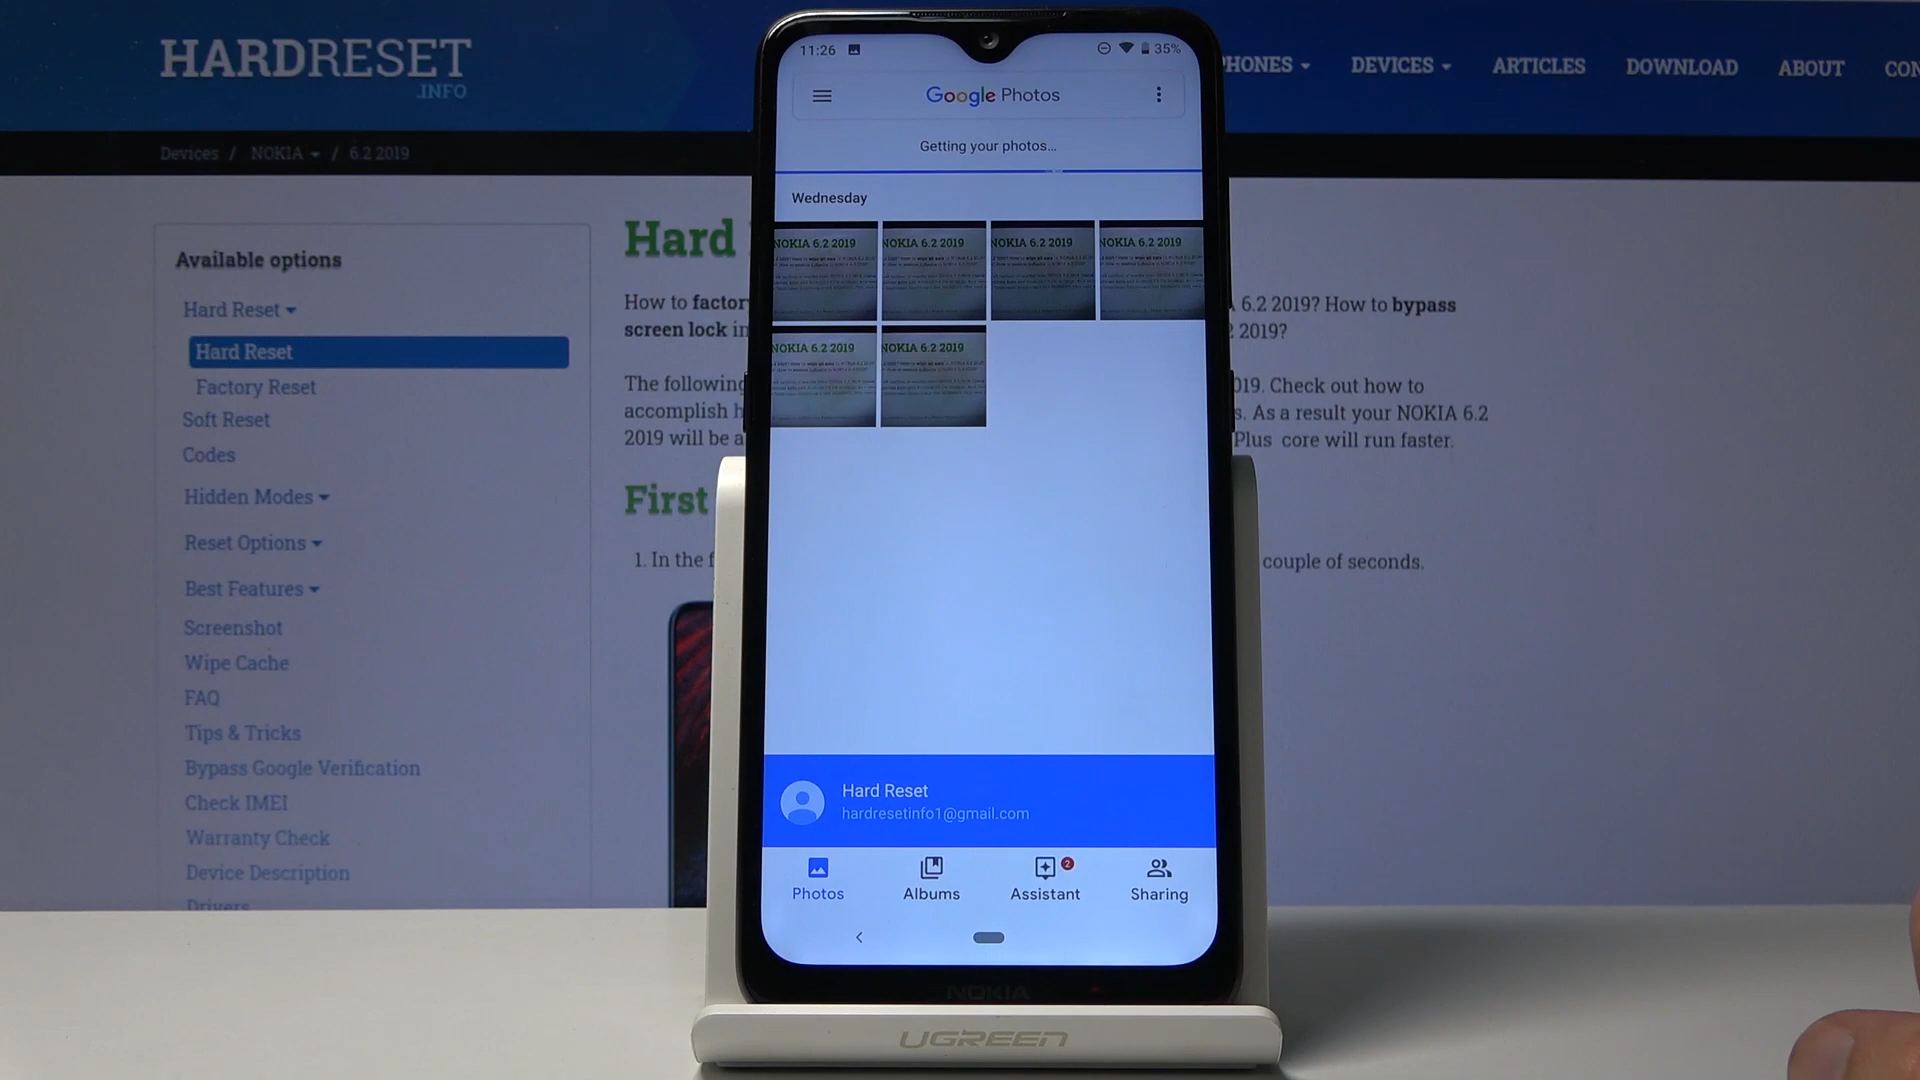 HARDRESET
.INFO
PHONES
DEVICES
ARTICLES
DOWNLOAD
ABOUT
CON
Devices / NOKIA / 6.2 2019
Available options
Hard Reset
Hard Reset
Factory Reset
Soft Reset
Codes
Hidden Modes
Reset Options
Best Features
Screenshot
Wipe Cache
FAQ
Tips & Tricks
Bypass Google Verification
Check IMEI
Warranty Check
Device Description
Drivers
Hard
How to factor
6.2 2019? How to bypass
screen lock in
2019?
The following
019. Check out how to
accomplish h
s. As a result your NOKIA 6.2
2019 will be a
Plus core will run faster.
First
1. In the f
couple of seconds.
11:26
35%
Google Photos
Getting your photos...
Wednesday
NOKIA 6.2 2019
NOKIA 6.2 2019
NOKIA 6.2 2019
NOKIA 6.2 2019
NOKIA 6.2 2019
NOKIA 6.2 2019
Hard Reset
hardresetinfo1@gmail.com
2
Photos
Albums
Assistant
Sharing
NOKIA
UGREEN